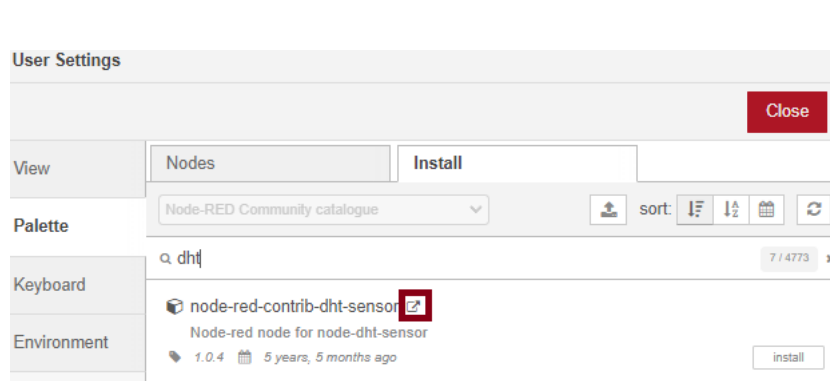 User Settings
Close
View
Nodes
Install
Node-RED Community catalogue
sort:
Palette
dht
7 / 4773
Keyboard
node-red-contrib-dht-sensor
Node-red node for node-dht-sensor
Environment
1.0.4 5 years, 5 months ago
install